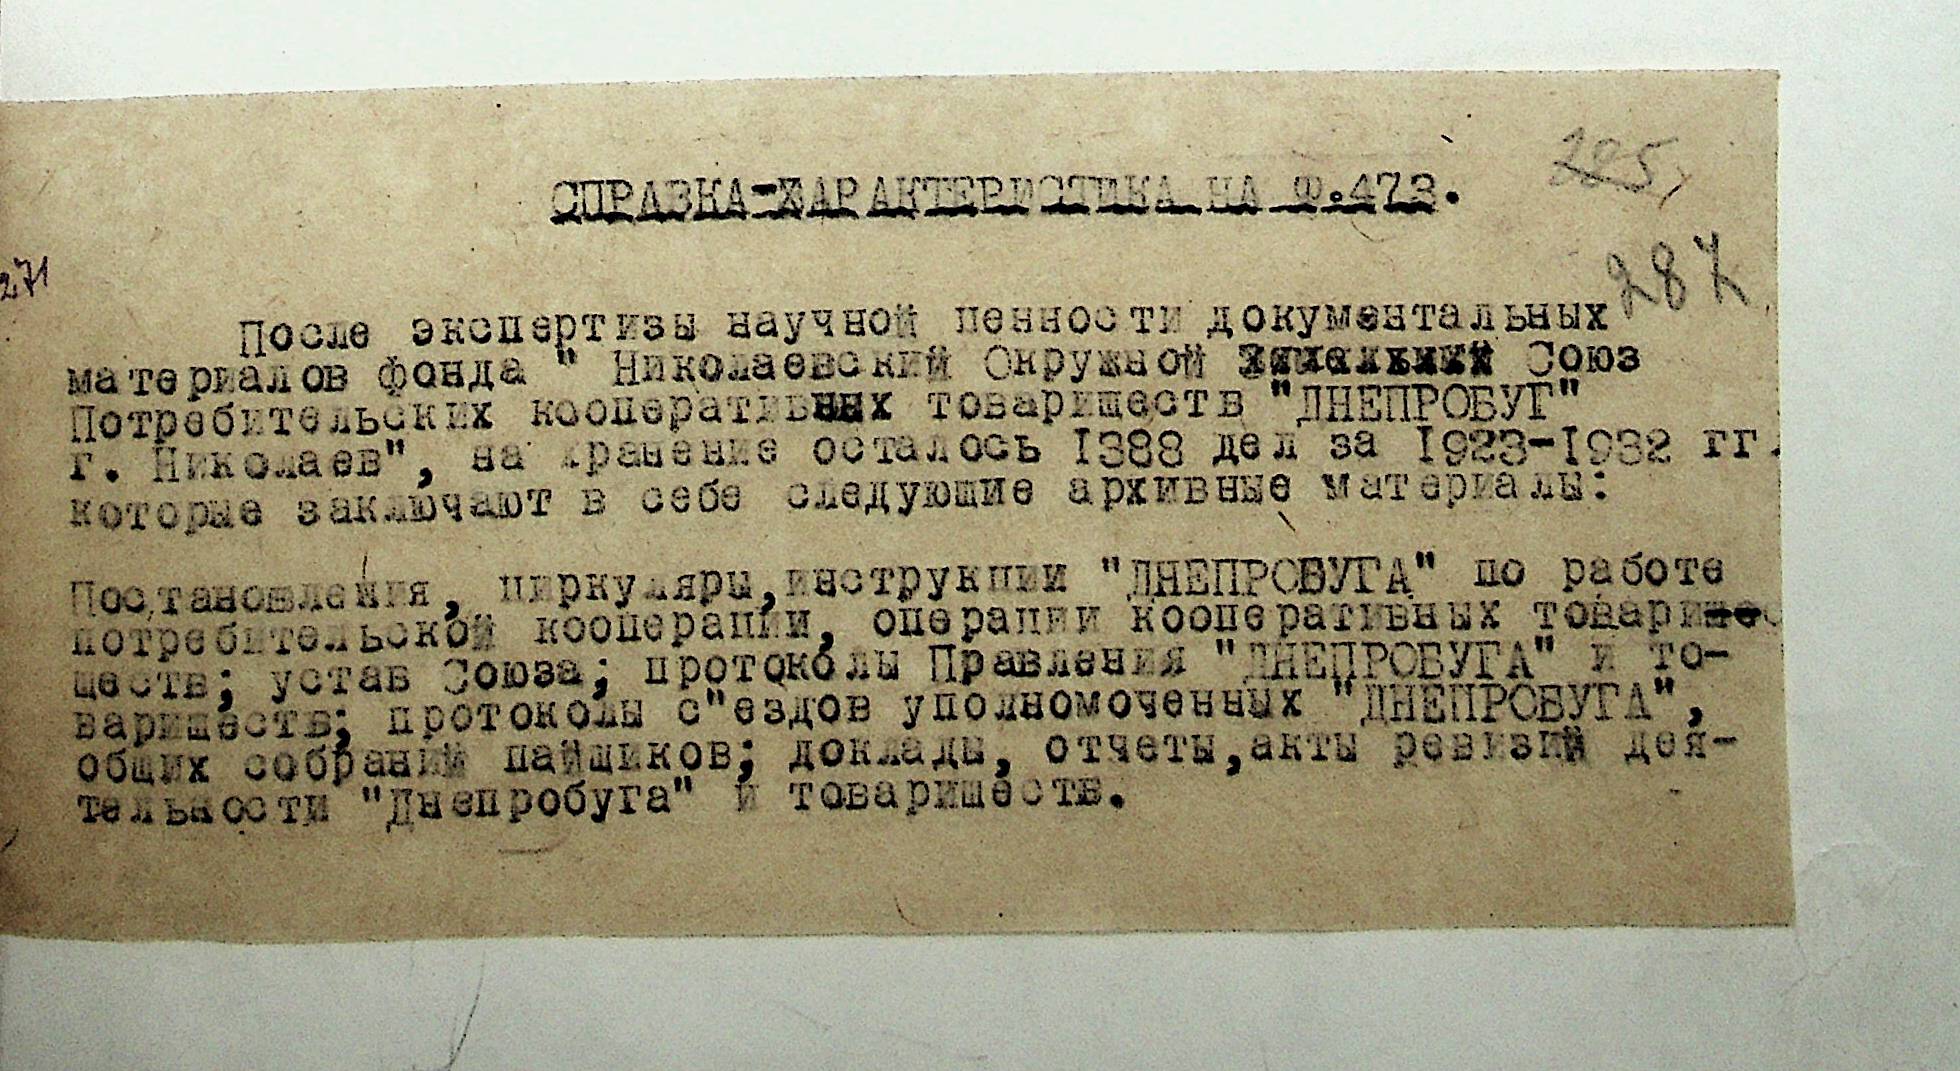 285,
СПРАВКА-ХАРАКТЕРИСТИКА НА Ф.473.
287
271
После экспертизы научной ценности документальных
материалов фонда " Николаевский Окружной Союз
Потребительских кооперативных товариществ "ДНЕПРОБУГ"
г. Николаев", на хранение осталось 1388 дел за 1923-1932 гг.
которые заключают в себе следующие архивные материалы:
Постановления, циркуляры,инструкции "ДНЕПРОБУГА" по работе
потребительской кооперации, операции кооперативных товари
ществ; устав Союза; протоколы Правления "ДНЕПРОБУГА" и то-
вариществ; протоколы с"ездов уполномоченных "ДНЕПРОБУГА",
общих собраний пайщиков; доклады, отчеты,акты ревизий дея-
тельности "Днепробуга" и товариществ.